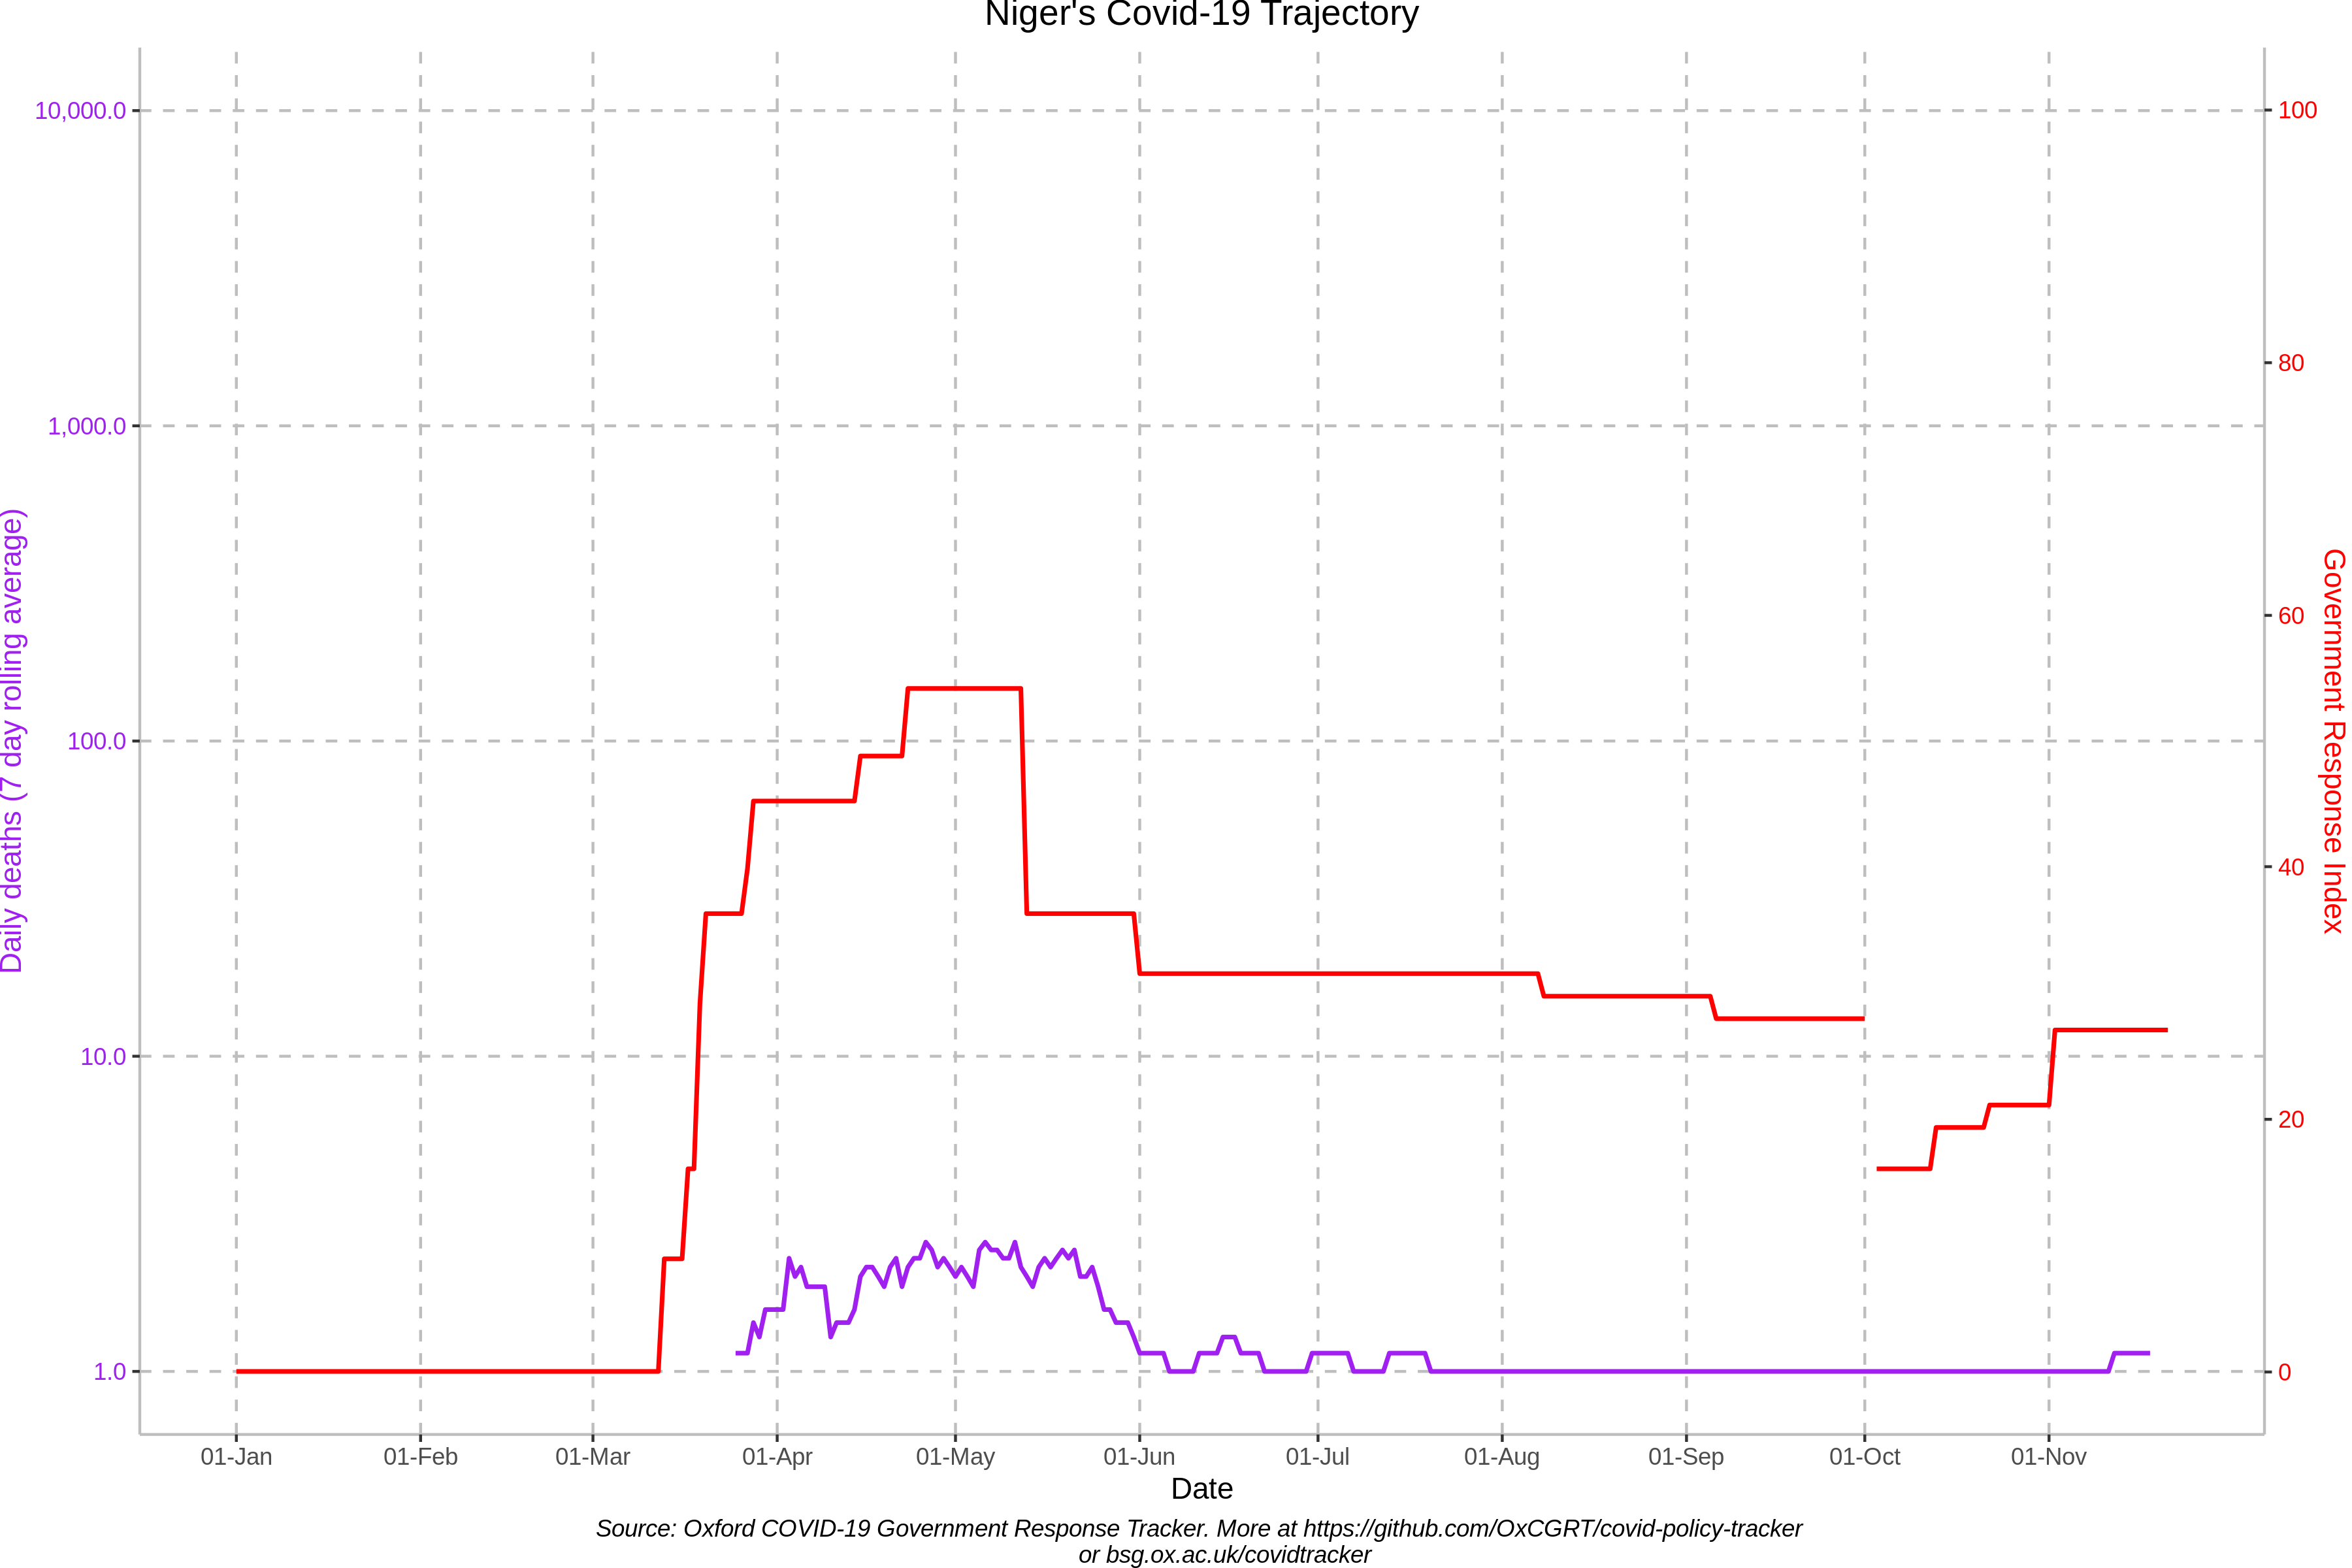 Niger's Covid-19 Trajectory
10,000.0
1,000.0
100.0
10.0
1.0
Daily deaths (7 day rolling average)
100
80
60
40
20
0
Government Response Index
01-Jan
01-Feb
01-Mar
01-Apr
01-May
01-Jun
01-Jul
01-Aug
01-Sep
01-Oct
01-Nov
Date
Source: Oxford COVID-19 Government Response Tracker. More at https://github.com/OxCGRT/covid-policy-tracker
or bsg.ox.ac.uk/covidtracker